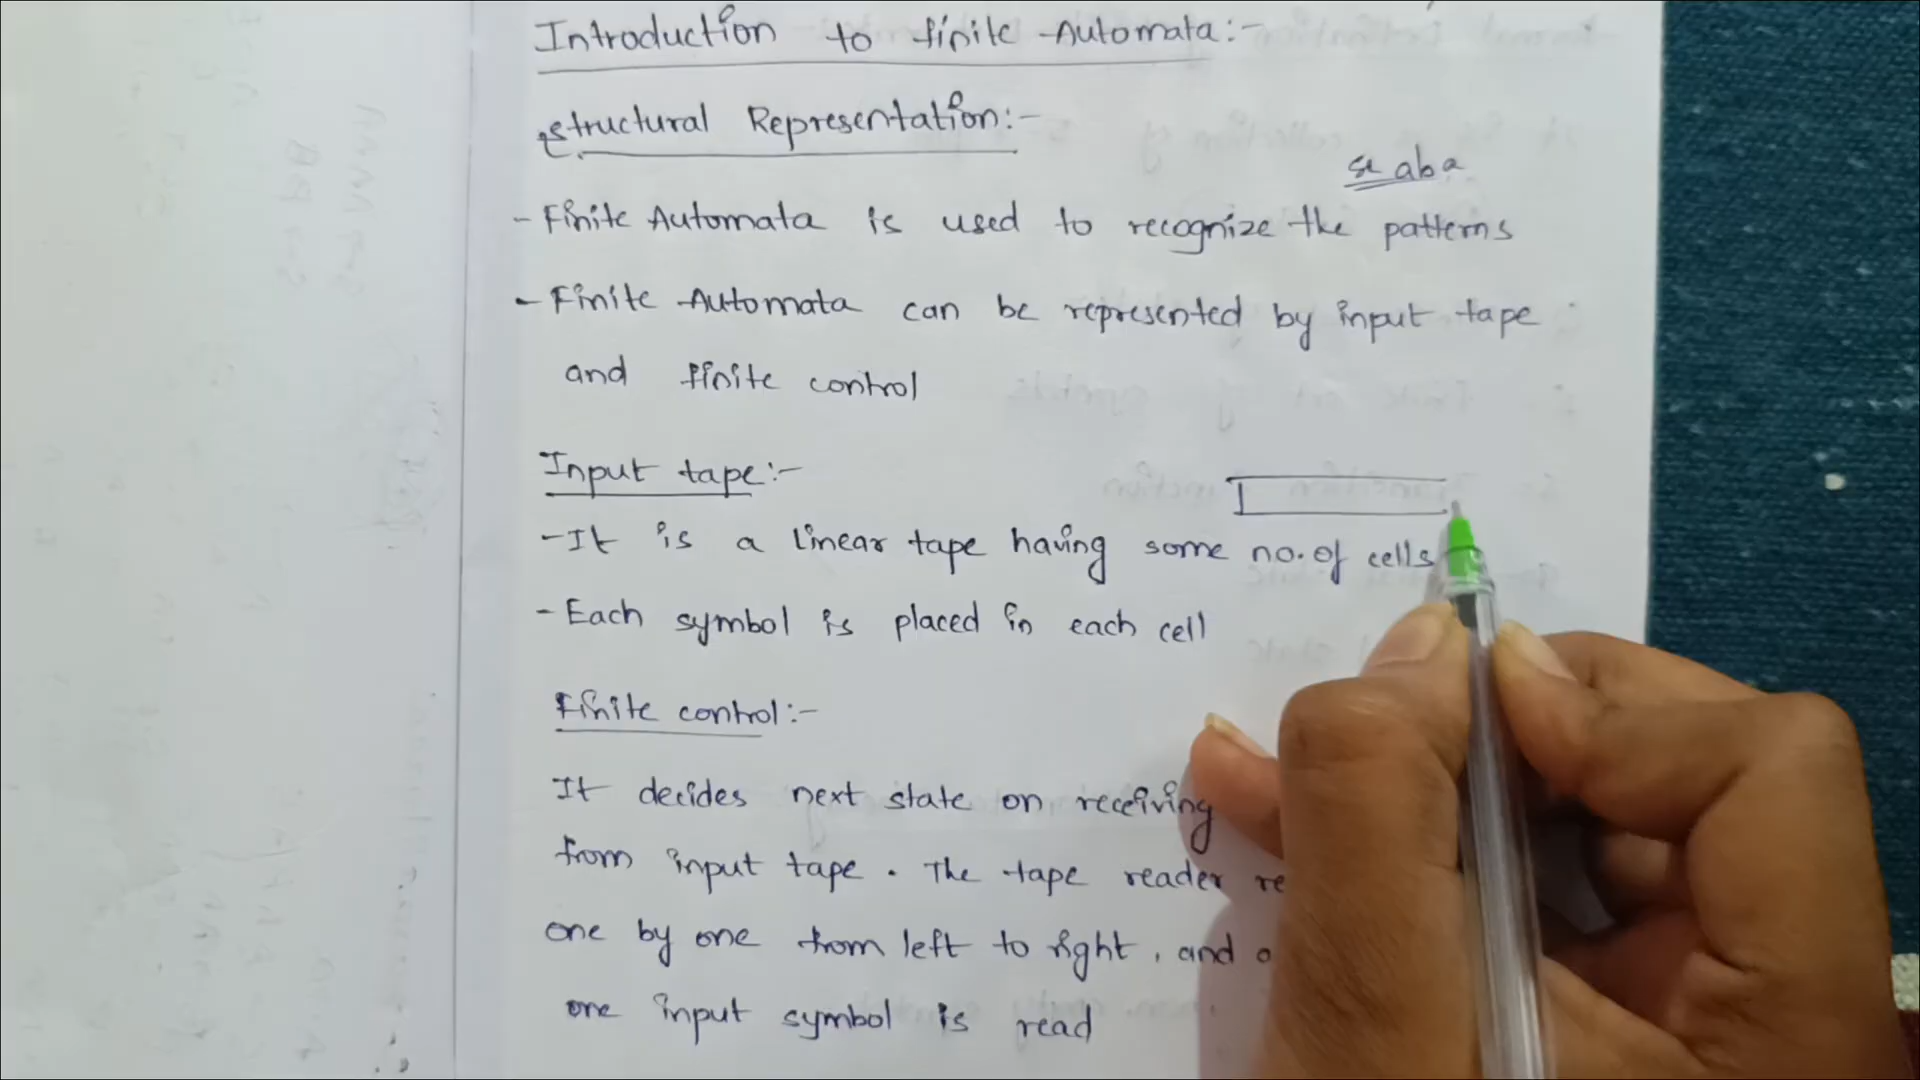 Introduction to finite Automata:-
structural Representation:-
aba
- Finite Automata is used to recognize the patterns
- Finite Automata can be represented by input tape
and finite control
Input tape:-
- It is a linear tape having some no. of cells
- Each symbol is placed in each cell
Finite control:-
It decides next state on receiving
from input tape. The tape reader re
one by one from left to right, and o
one input symbol is read